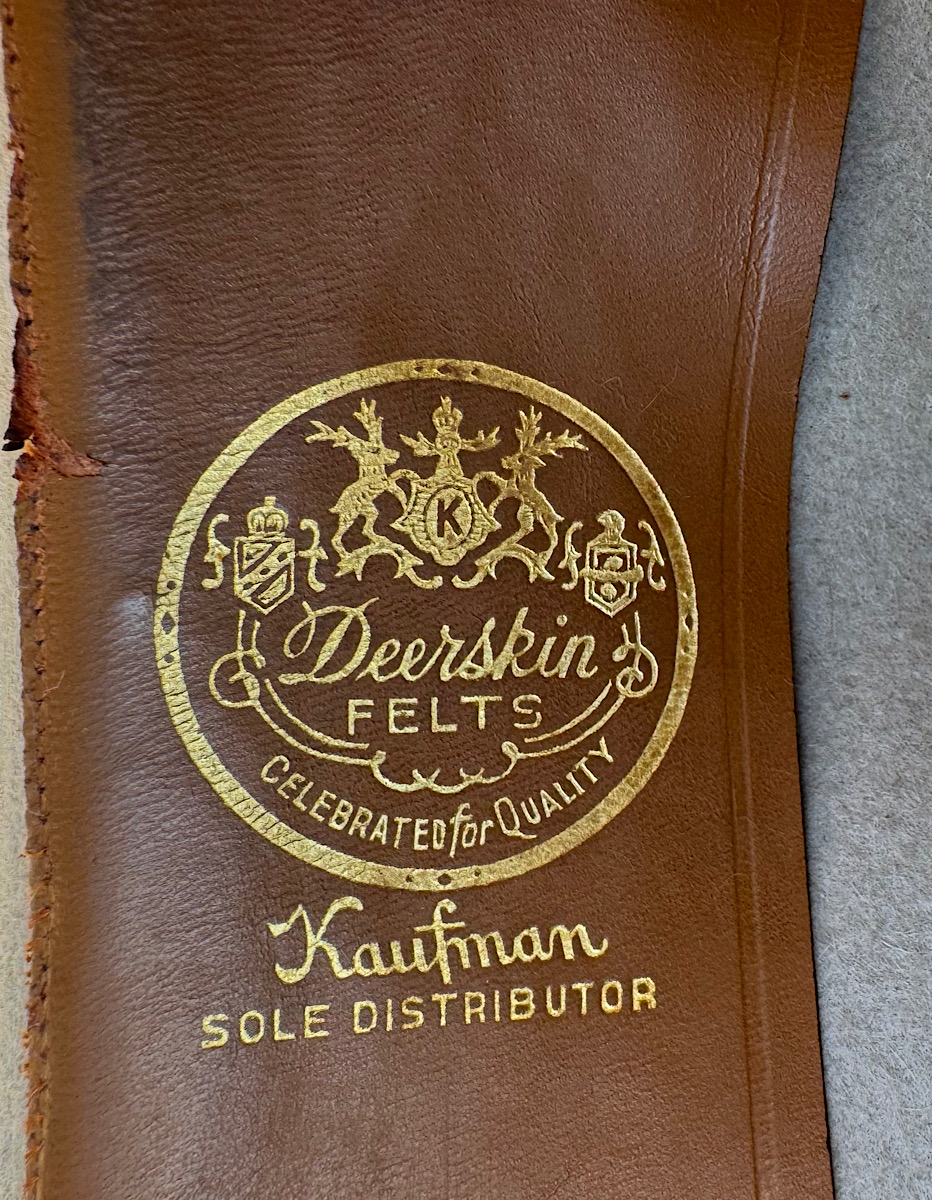 K
Deerskin
FELTS
CELEBRATED for QUALITY
Kaufman
SOLE DISTRIBUTOR